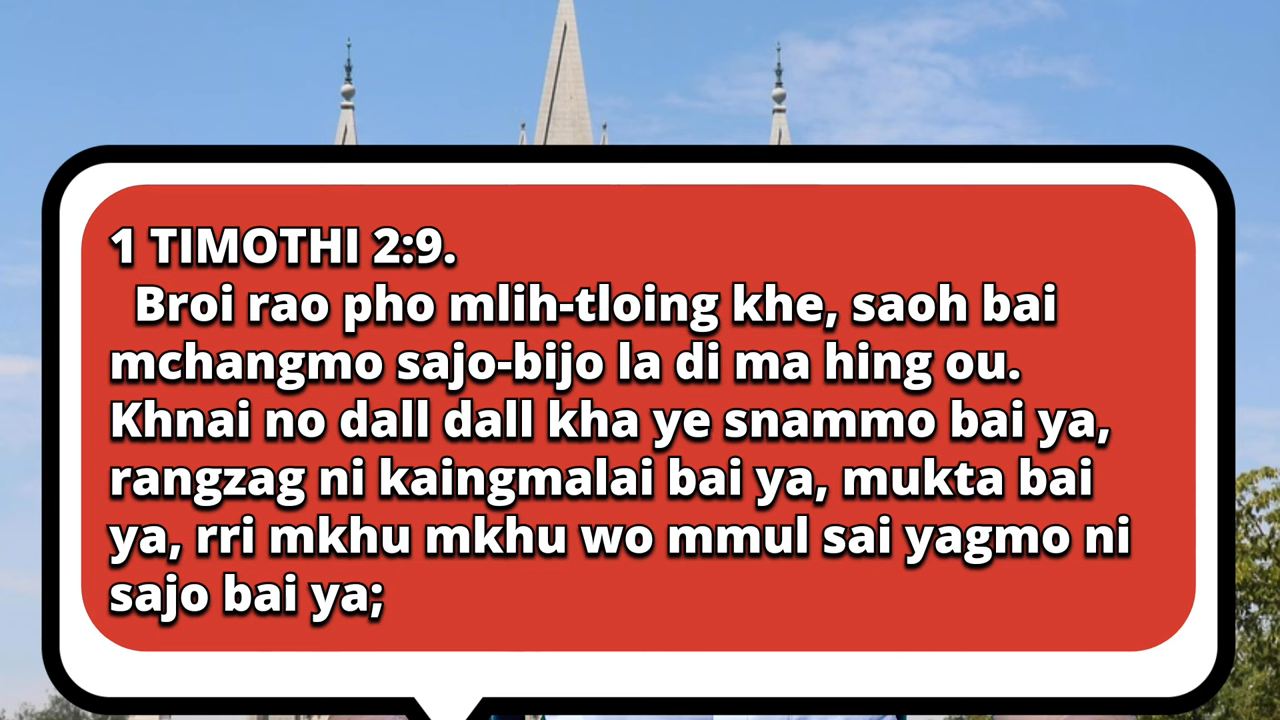 1 TIMOTHI 2:9.
Broi rao pho mlih-tloing khe, saoh bai
mchangmo sajo-bijo la di ma hing ou.
Khnai no dall dall kha ye snammo bai ya,
rangzag ni kaingmalai bai ya, mukta bai
ya, rri mkhu mkhu wo mmul sai yagmo ni
sajo bai ya;